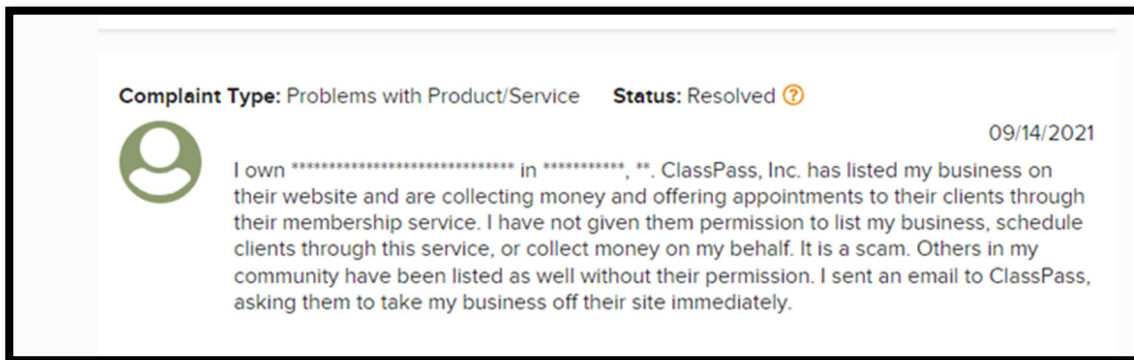 Complaint Type: Problems with Product/Service Status: Resolved ?
09/14/2021
I own ****************************** in ***********, **. ClassPass, Inc. has listed my business on
their website and are collecting money and offering appointments to their clients through
their membership service. I have not given them permission to list my business, schedule
clients through this service, or collect money on my behalf. It is a scam. Others in my
community have been listed as well without their permission. I sent an email to ClassPass,
asking them to take my business off their site immediately.